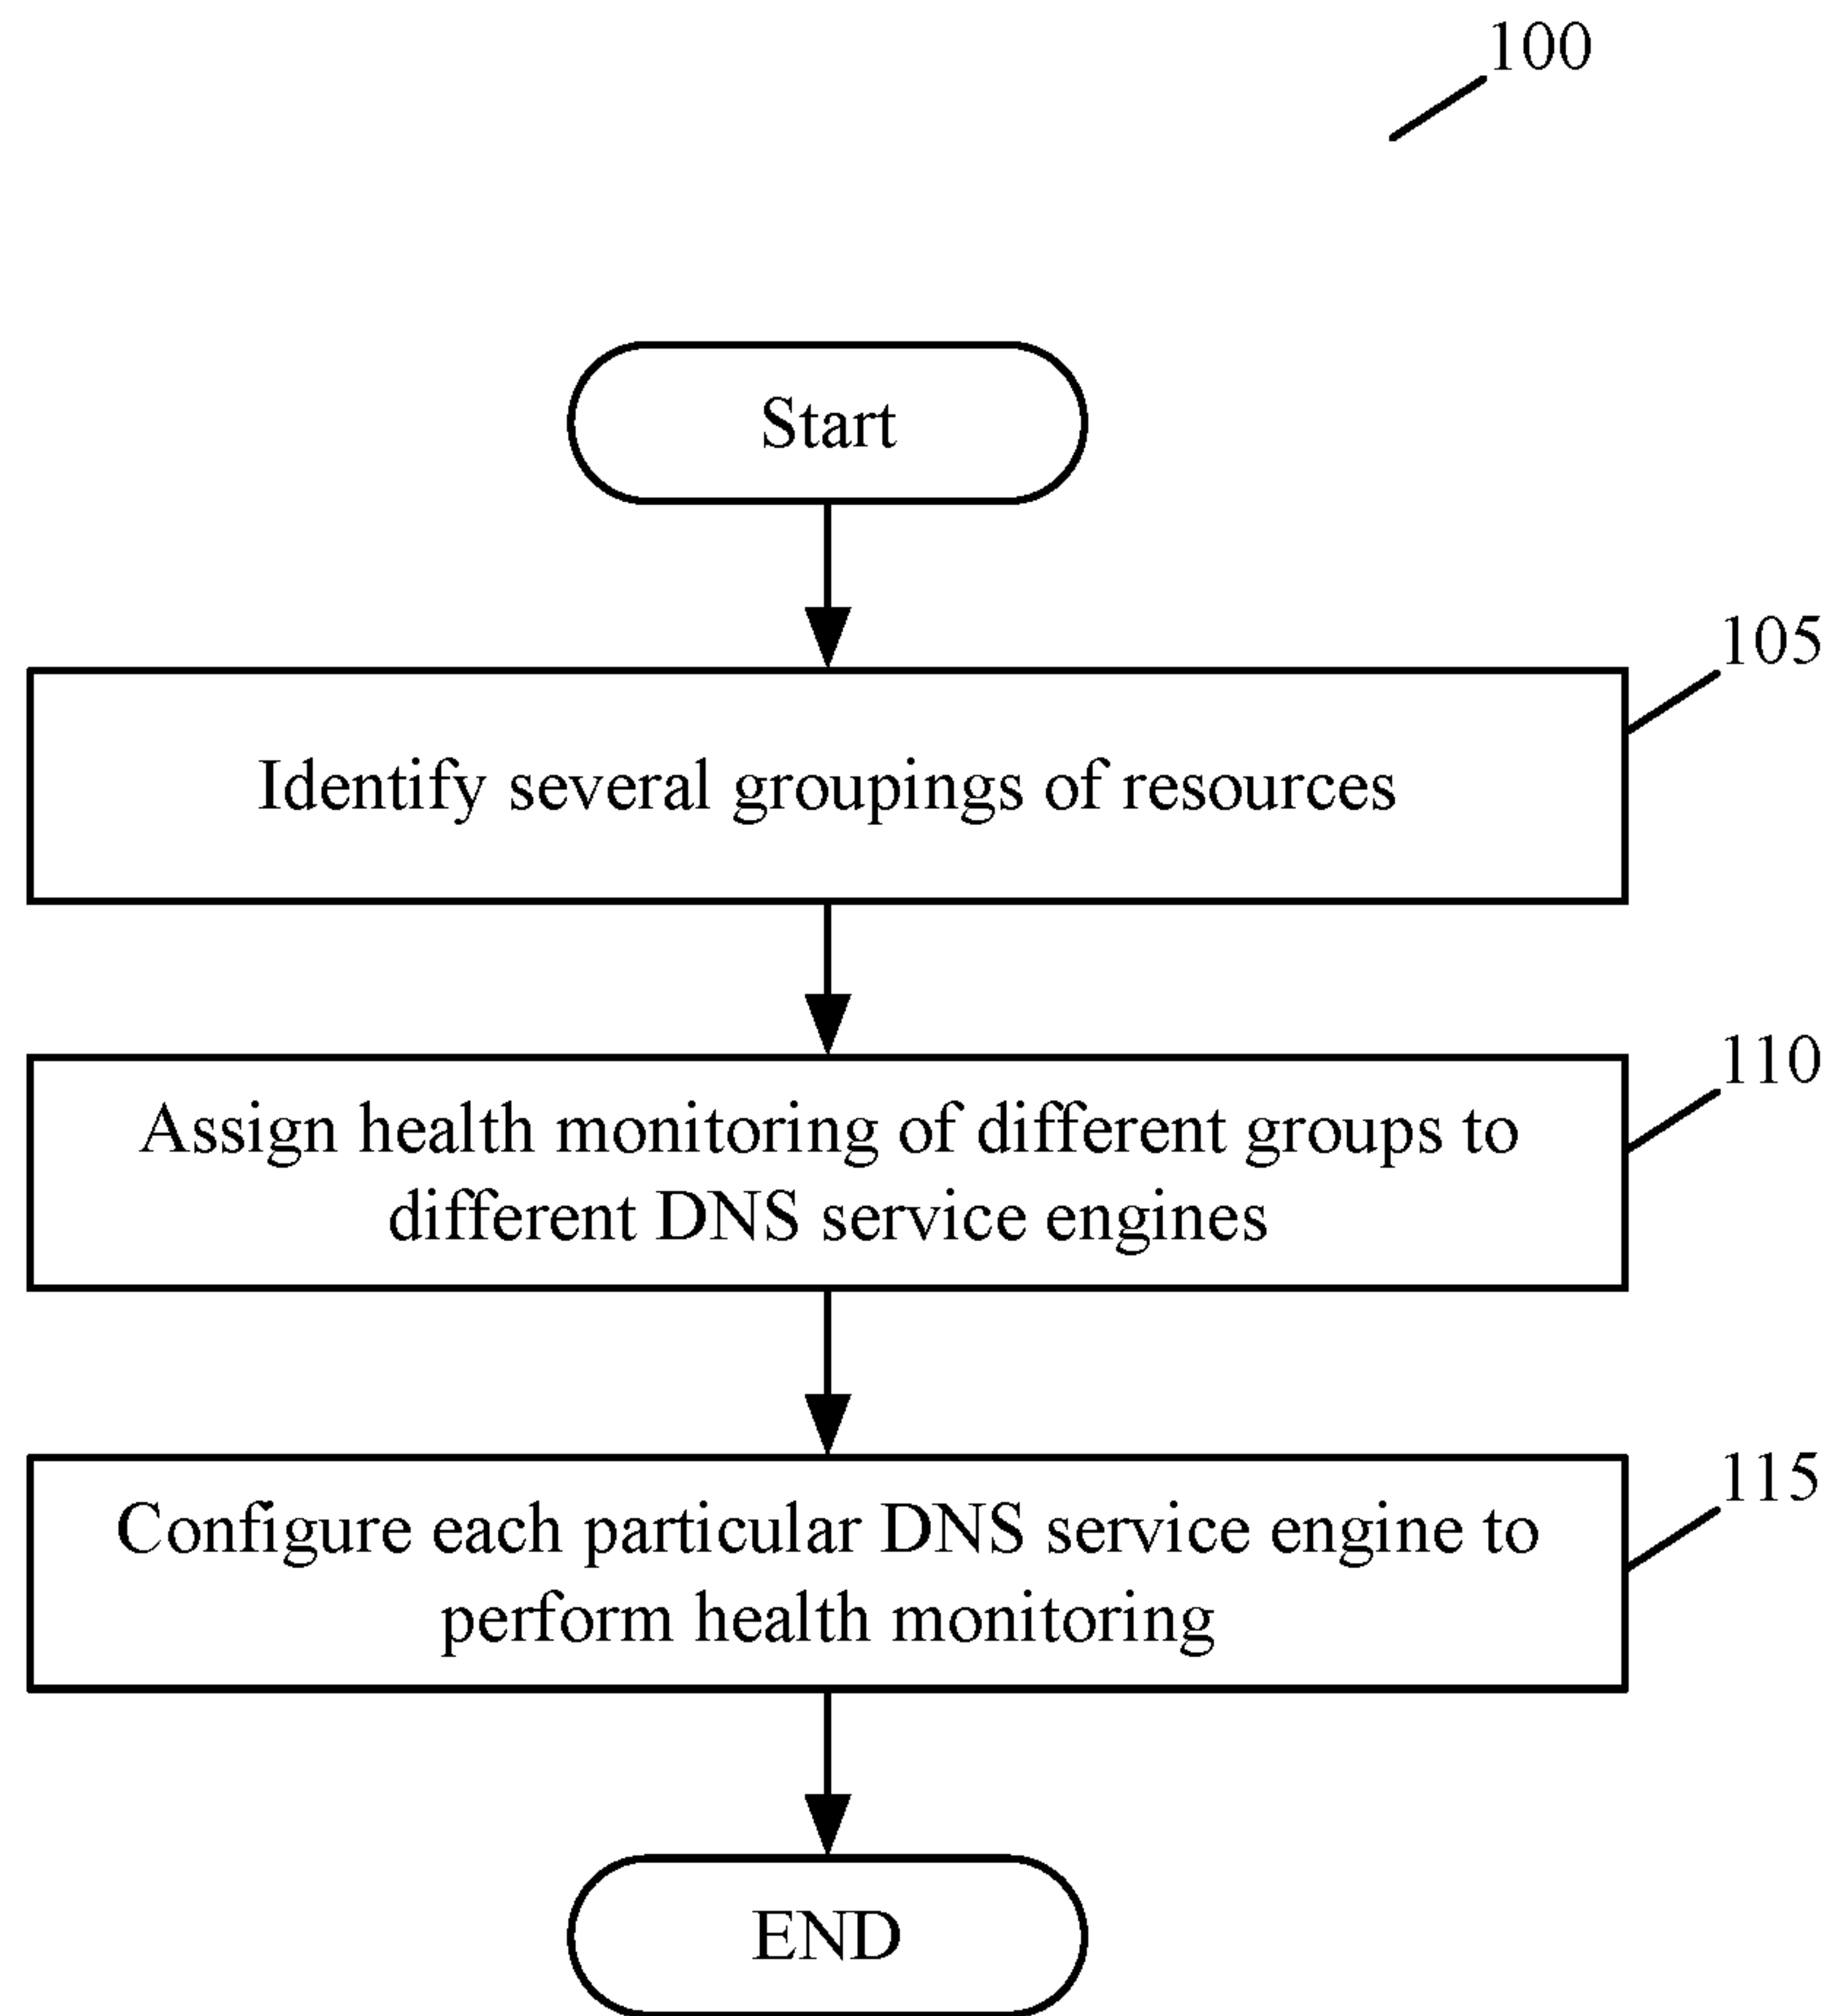 100
Start
105
Identify several groupings of resources
110
Assign health monitoring of different groups to
different DNS service engines
115
Configure each particular DNS service engine to
perform health monitoring
END